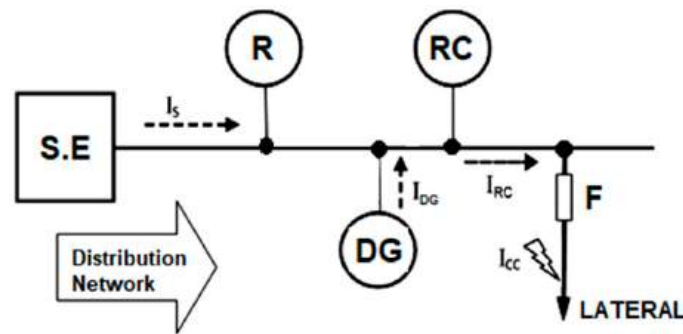 R
RC
S.E
I_S
I_DG
I_RC
F
DG
I_CC
Distribution
Network
LATERAL